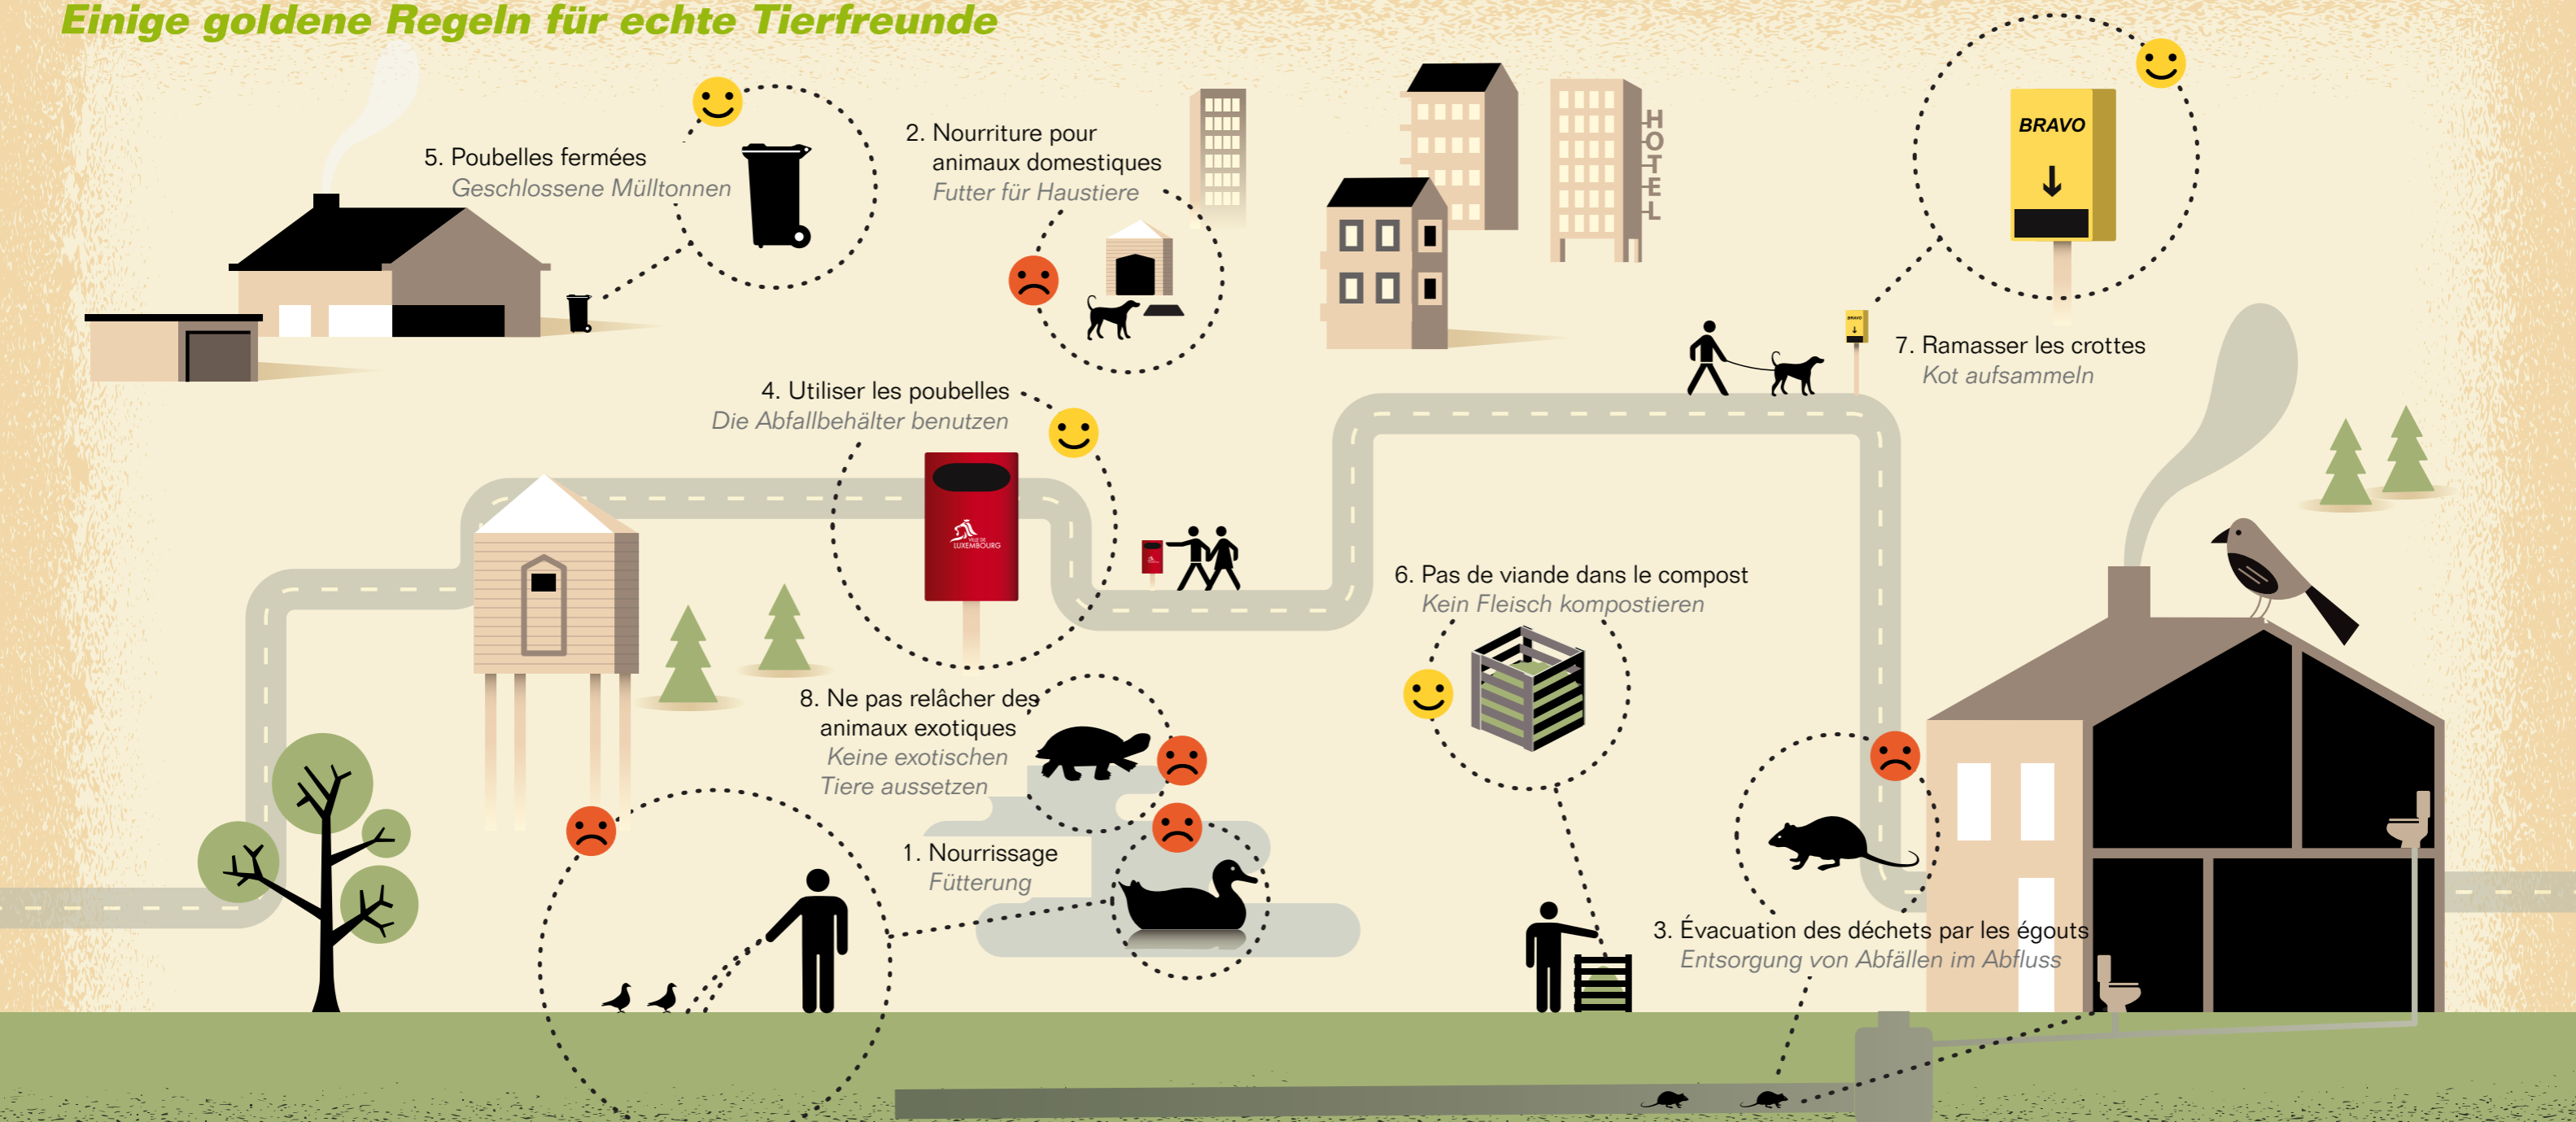 Einige goldene Regeln für echte Tierfreunde
5. Poubelles fermées
Geschlossene Mülltonnen
2. Nourriture pour
animaux domestiques
Futter für Haustiere
HOTEL
BRAVO
BRAVO
7. Ramasser les crottes
Kot aufsammeln
4. Utiliser les poubelles
Die Abfallbehälter benutzen
VILLE DE
LUXEMBOURG
6. Pas de viande dans le compost
Kein Fleisch kompostieren
8. Ne pas relâcher des
animaux exotiques
Keine exotischen
Tiere aussetzen
1. Nourrissage
Fütterung
3. Évacuation des déchets par les égouts
Entsorgung von Abfällen im Abfluss